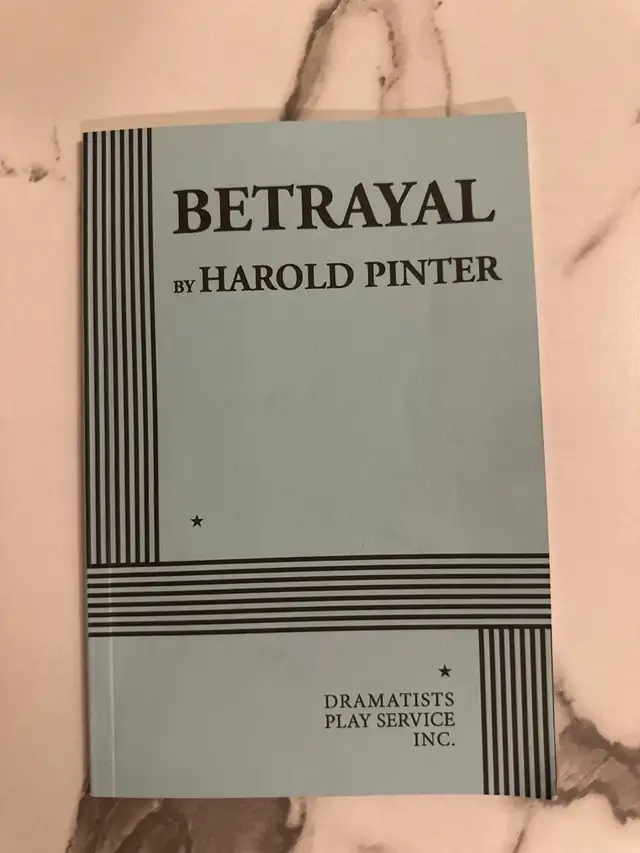 BETRAYAL
BY HAROLD PINTER
DRAMATISTS
PLAY SERVICE
INC.